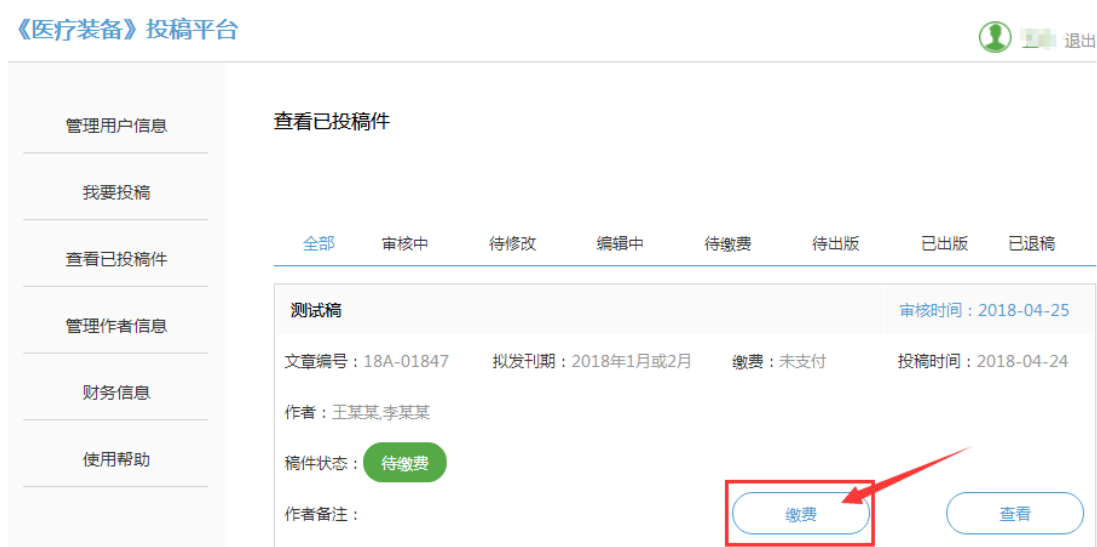 《医疗装备》投稿平台
退出
管理用户信息
我要投稿
查看已投稿件
管理作者信息
财务信息
使用帮助
查看已投稿件
全部 审核中 待修改 编辑中 待缴费 待出版 已出版 已退稿
测试稿 审核时间：2018-04-25
文章编号：18A-01847 拟发刊期：2018年1月或2月 缴费：未支付 投稿时间：2018-04-24
作者：王某某,李某某
稿件状态： 待缴费
作者备注： 缴费 查看